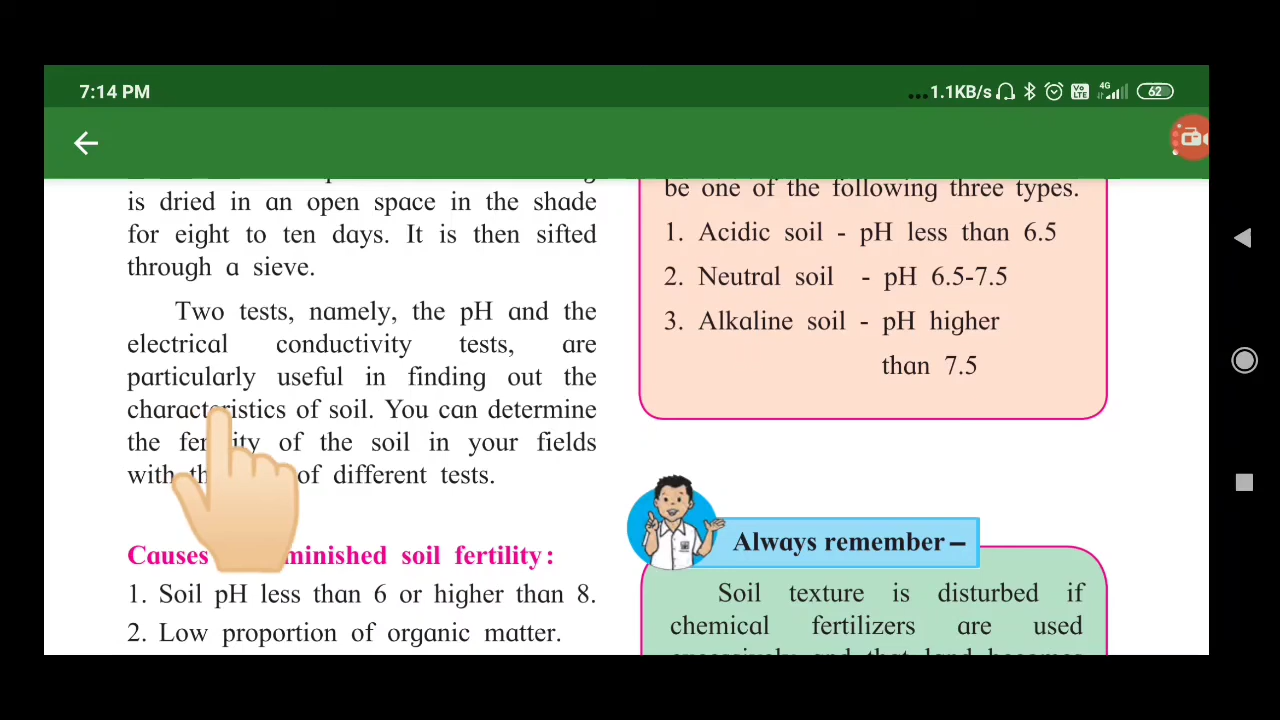 7:14 PM
...1.1KB/s
Vo
LTE
4G
62
is dried in an open space in the shade
for eight to ten days. It is then sifted
through a sieve.
Two tests, namely, the pH and the
electrical conductivity tests, are
particularly useful in finding out the
characteristics of soil. You can determine
the of the soil in your fields
with of different tests.
Causes soil fertility:
1. Soil pH less than 6 or higher than 8.
2. Low proportion of organic matter.
be one of the following three types.
1. Acidic soil - pH less than 6.5
2. Neutral soil - pH 6.5-7.5
3. Alkaline soil - pH higher
than 7.5
Always remember –
Soil texture is disturbed if
chemical fertilizers are used